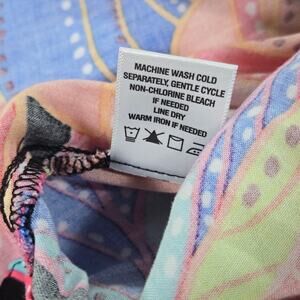 MACHINE WASH COLD
SEPARATELY, GENTLE CYCLE
NON-CHLORINE BLEACH
IF NEEDED
LINE DRY
WARM IRON IF NEEDED